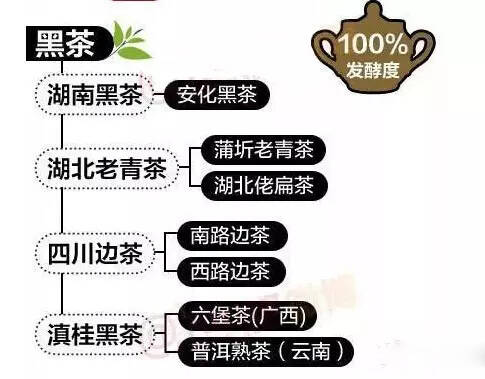 黑茶
100%
发酵度
湖南黑茶
安化黑茶
湖北老青茶
蒲圻老青茶
湖北佬扁茶
四川边茶
南路边茶
西路边茶
滇桂黑茶
六堡茶(广西)
普洱熟茶（云南）